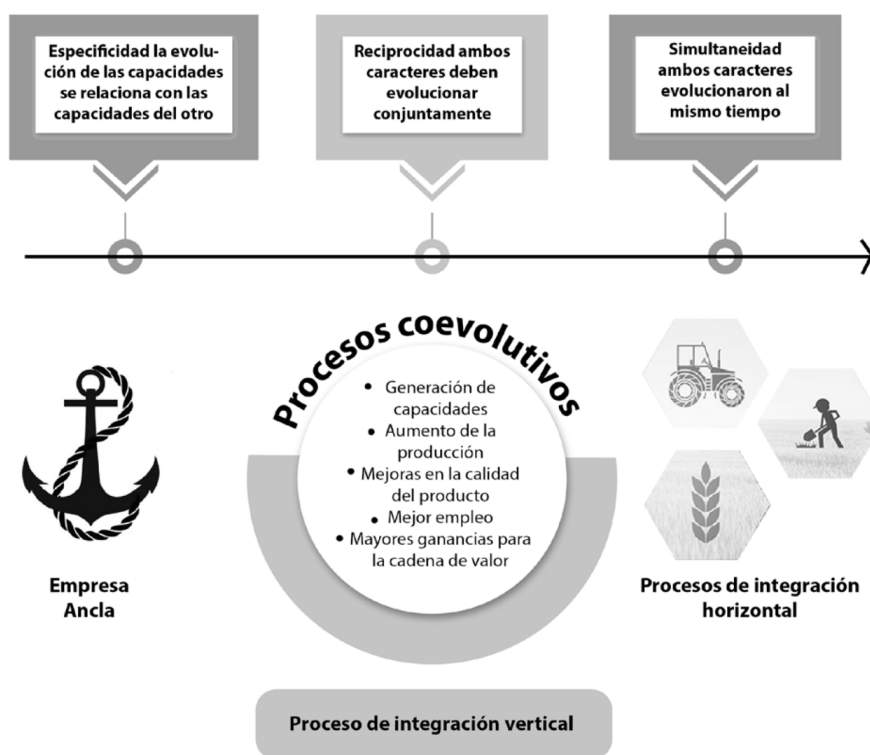 Especificidad la evolu-
ción de las capacidades
se relaciona con las
capacidades del otro
Reciprocidad ambos
caracteres deben
evolucionar
conjuntamente
Simultaneidad
ambos caracteres
evolucionaron al
mismo tiempo
Procesos coevolutivos
• Generación de
capacidades
• Aumento de la
producción
• Mejoras en la calidad
del producto
• Mejor empleo
• Mayores ganancias para
la cadena de valor
Empresa
Ancla
Procesos de integración
horizontal
Proceso de integración vertical